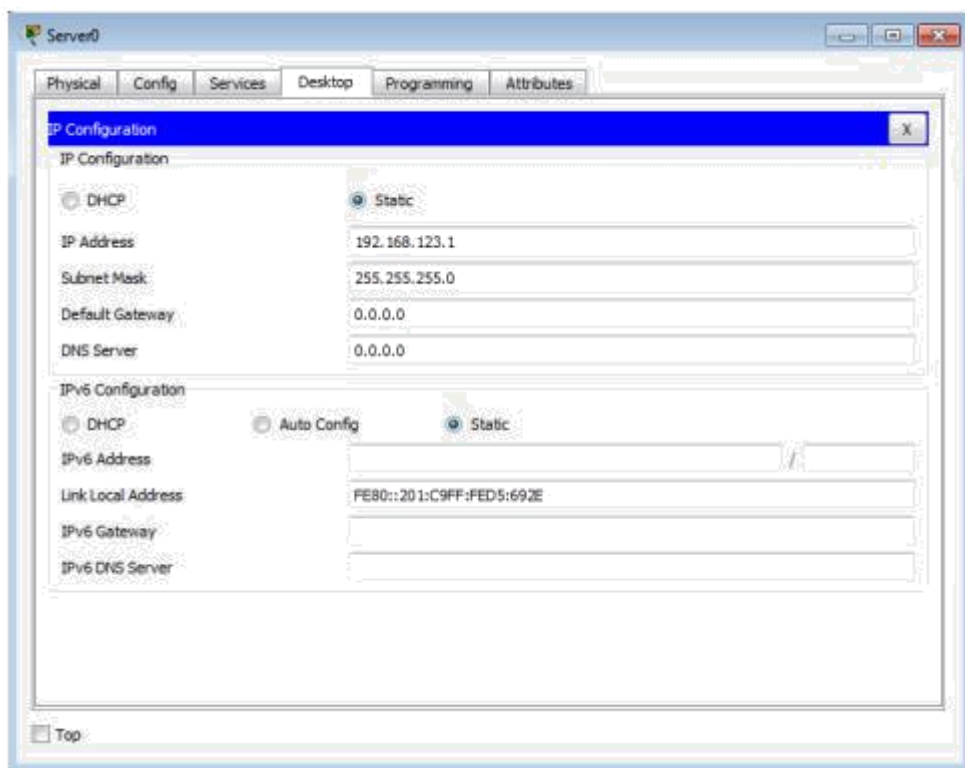 Server0
Physical Config Services Desktop Programming Attributes
IP Configuration X
IP Configuration
DHCP Static
IP Address 192.168.123.1
Subnet Mask 255.255.255.0
Default Gateway 0.0.0.0
DNS Server 0.0.0.0
IPv6 Configuration
DHCP Auto Config Static
IPv6 Address /
Link Local Address FE80::201:C9FF:FED5:692E
IPv6 Gateway
IPv6 DNS Server
Top